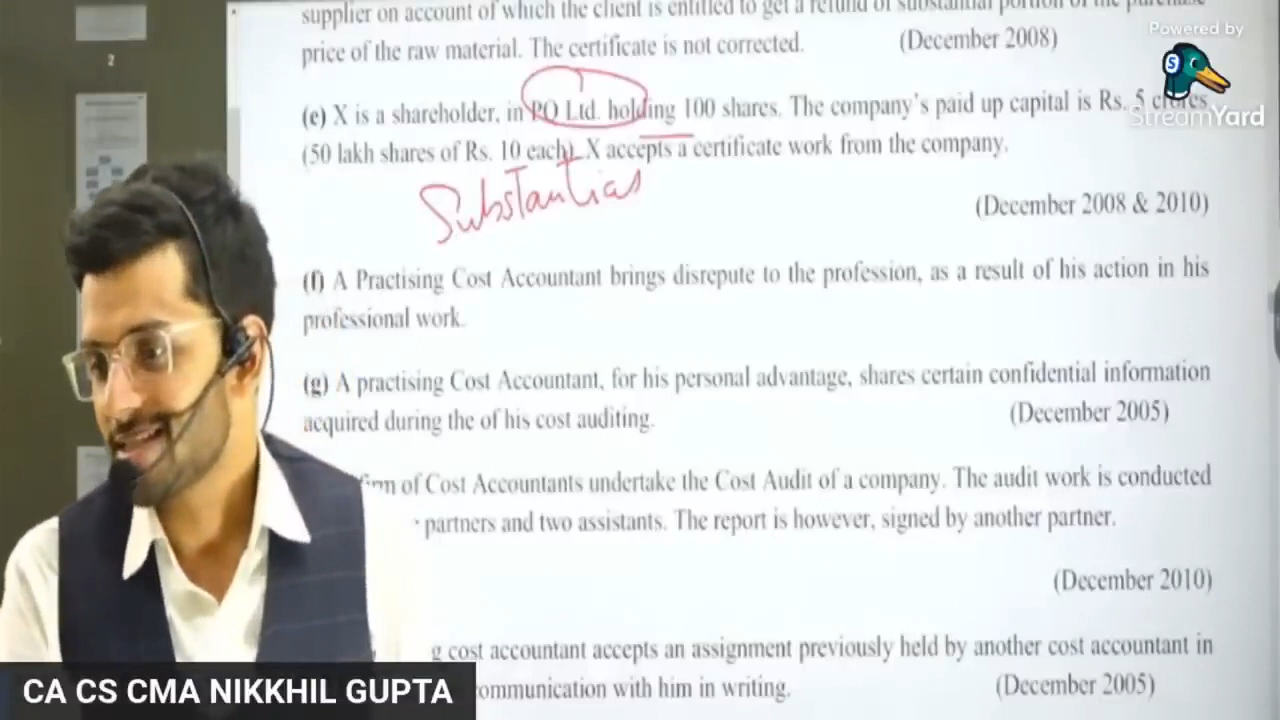 supplier on account of which the client is entitled to get a refund of substantial portion of the purchase
price of the raw material. The certificate is not corrected. (December 2008)
Powered by
StreamYard
2
(e) X is a shareholder, in PQ Ltd. holding 100 shares. The company's paid up capital is Rs. 5 crores
(50 lakh shares of Rs. 10 each). X accepts a certificate work from the company.
Substantial
(December 2008 & 2010)
(f) A Practising Cost Accountant brings disrepute to the profession, as a result of his action in his
professional work.
(g) A practising Cost Accountant, for his personal advantage, shares certain confidential information
acquired during the of his cost auditing. (December 2005)
of Cost Accountants undertake the Cost Audit of a company. The audit work is conducted
partners and two assistants. The report is however, signed by another partner.
(December 2010)
g cost accountant accepts an assignment previously held by another cost accountant in
ommunication with him in writing. (December 2005)
CA CS CMA NIKKHIL GUPTA